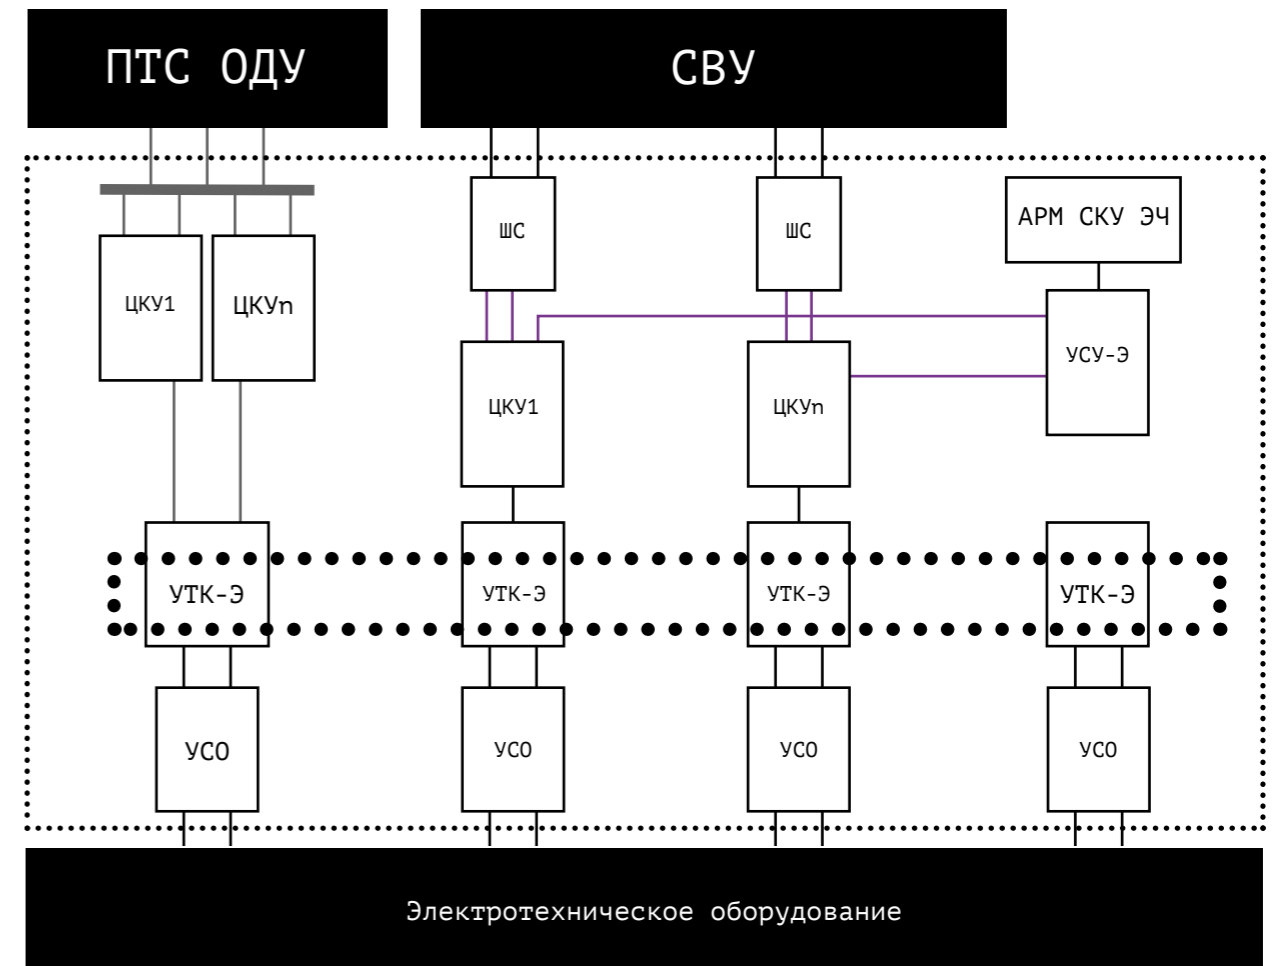 ПТС ОДУ
СВУ
ШС
ШС
АРМ СКУ ЭЧ
ЦКУ1
ЦКУn
УСУ-Э
ЦКУ1
ЦКУn
УТК-Э
УТК-Э
УТК-Э
УТК-Э
УСО
УСО
УСО
УСО
Электротехническое оборудование